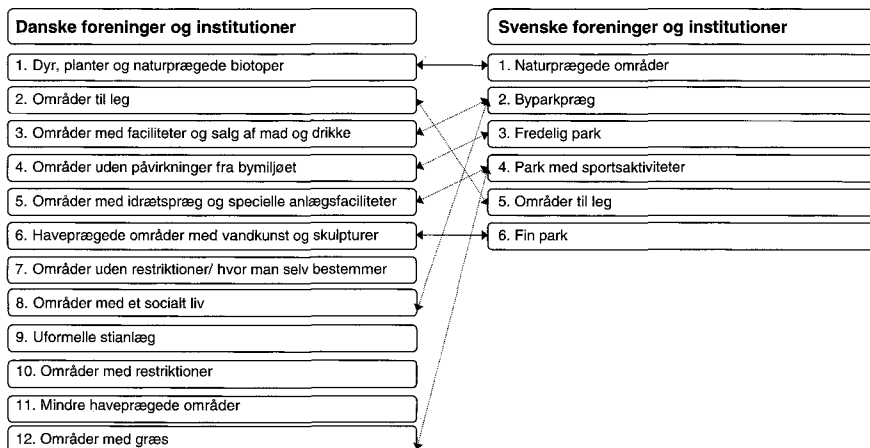 Danske foreninger og institutioner
1. Dyr, planter og naturprægede biotoper
2. Områder til leg
3. Områder med faciliteter og salg af mad og drikke
4. Områder uden påvirkninger fra bymiljøet
5. Områder med idrætspræg og specielle anlægsfaciliteter
6. Haveprægede områder med vandkunst og skulpturer
7. Områder uden restriktioner/ hvor man selv bestemmer
8. Områder med et socialt liv
9. Uformelle stianlæg
10. Områder med restriktioner
11. Mindre haveprægede områder
12. Områder med græs
Svenske foreninger og institutioner
1. Naturprægede områder
2. Byparkpræg
3. Fredelig park
4. Park med sportsaktiviteter
5. Områder til leg
6. Fin park